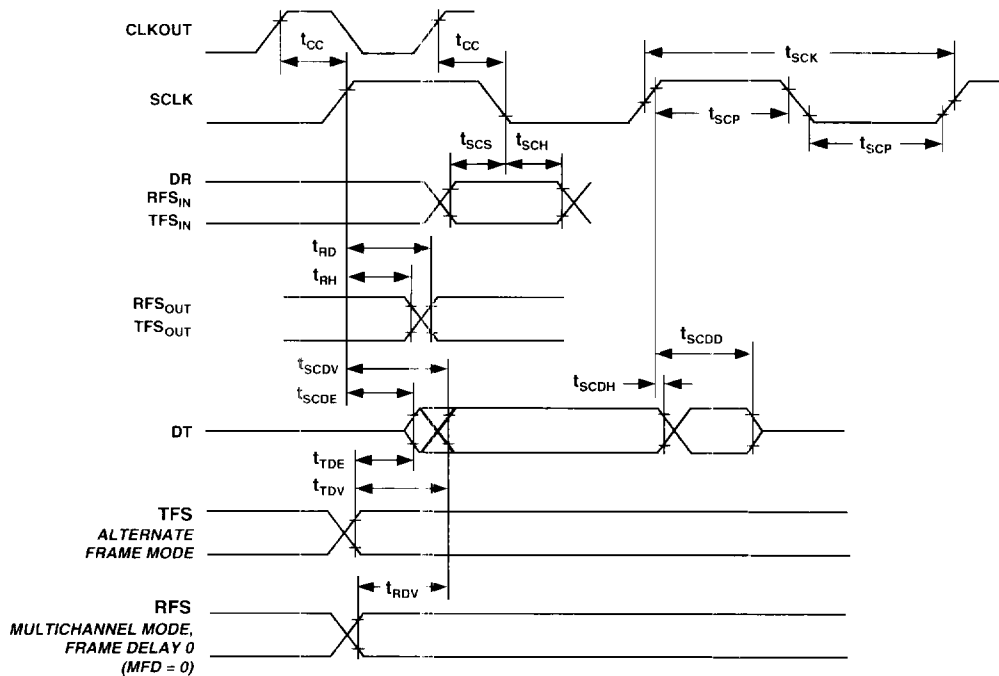 CLKOUT
tCC
tCC
tSCK
SCLK
tSCP
tSCP
tSCS
tSCH
DR
RFSIN
TFSIN
tRD
tRH
RFSOUT
TFSOUT
tSCDD
tSCDV
tSCDH
tSCDE
DT
tTDE
tTDV
TFS
ALTERNATE
FRAME MODE
tRDV
RFS
MULTICHANNEL MODE,
FRAME DELAY 0
(MFD = 0)